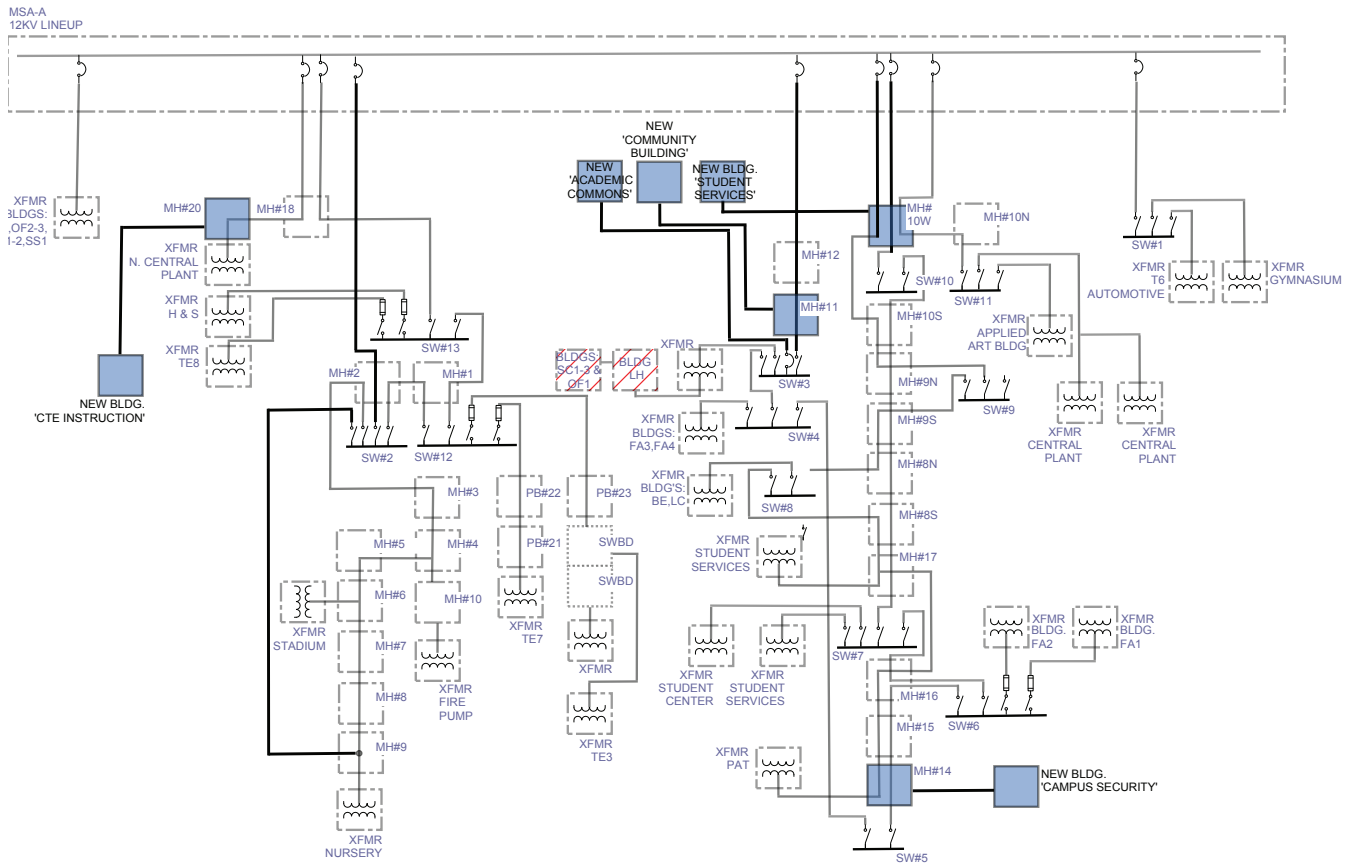 MSA-A
12KV LINEUP
NEW
'COMMUNITY
BUILDING'
NEW
'ACADEMIC
COMMONS'
NEW BLDG.
'STUDENT
SERVICES'
XFMR
BLDGS:
,OF2-3,
1-2,SS1
MH#20
MH#18
XFMR
N. CENTRAL
PLANT
XFMR
H & S
XFMR
TE8
SW#13
NEW BLDG.
'CTE INSTRUCTION'
MH#2
MH#1
SW#2
SW#12
MH#
10W
MH#10N
MH#12
MH#11
SW#10
SW#11
SW#1
XFMR
T6
AUTOMOTIVE
XFMR
GYMNASIUM
MH#10S
XFMR
APPLIED
ART BLDG
BLDGS:
SC1-3 &
OF1
BLDG
LH
XFMR
SW#3
MH#9N
SW#9
XFMR
CENTRAL
PLANT
XFMR
CENTRAL
PLANT
XFMR
BLDGS:
FA3,FA4
SW#4
MH#9S
XFMR
BLDG'S:
BE,LC
SW#8
MH#8N
MH#3
PB#22
PB#23
MH#8S
MH#5
MH#4
PB#21
SWBD
XFMR
STUDENT
SERVICES
MH#17
MH#6
MH#10
SWBD
XFMR
STADIUM
XFMR
TE7
MH#7
XFMR
FIRE
PUMP
XFMR
XFMR
STUDENT
CENTER
XFMR
STUDENT
SERVICES
SW#7
XFMR
BLDG.
FA2
XFMR
BLDG.
FA1
MH#8
MH#16
SW#6
MH#9
XFMR
TE3
MH#15
XFMR
PAT
MH#14
NEW BLDG.
'CAMPUS SECURITY'
XFMR
NURSERY
SW#5